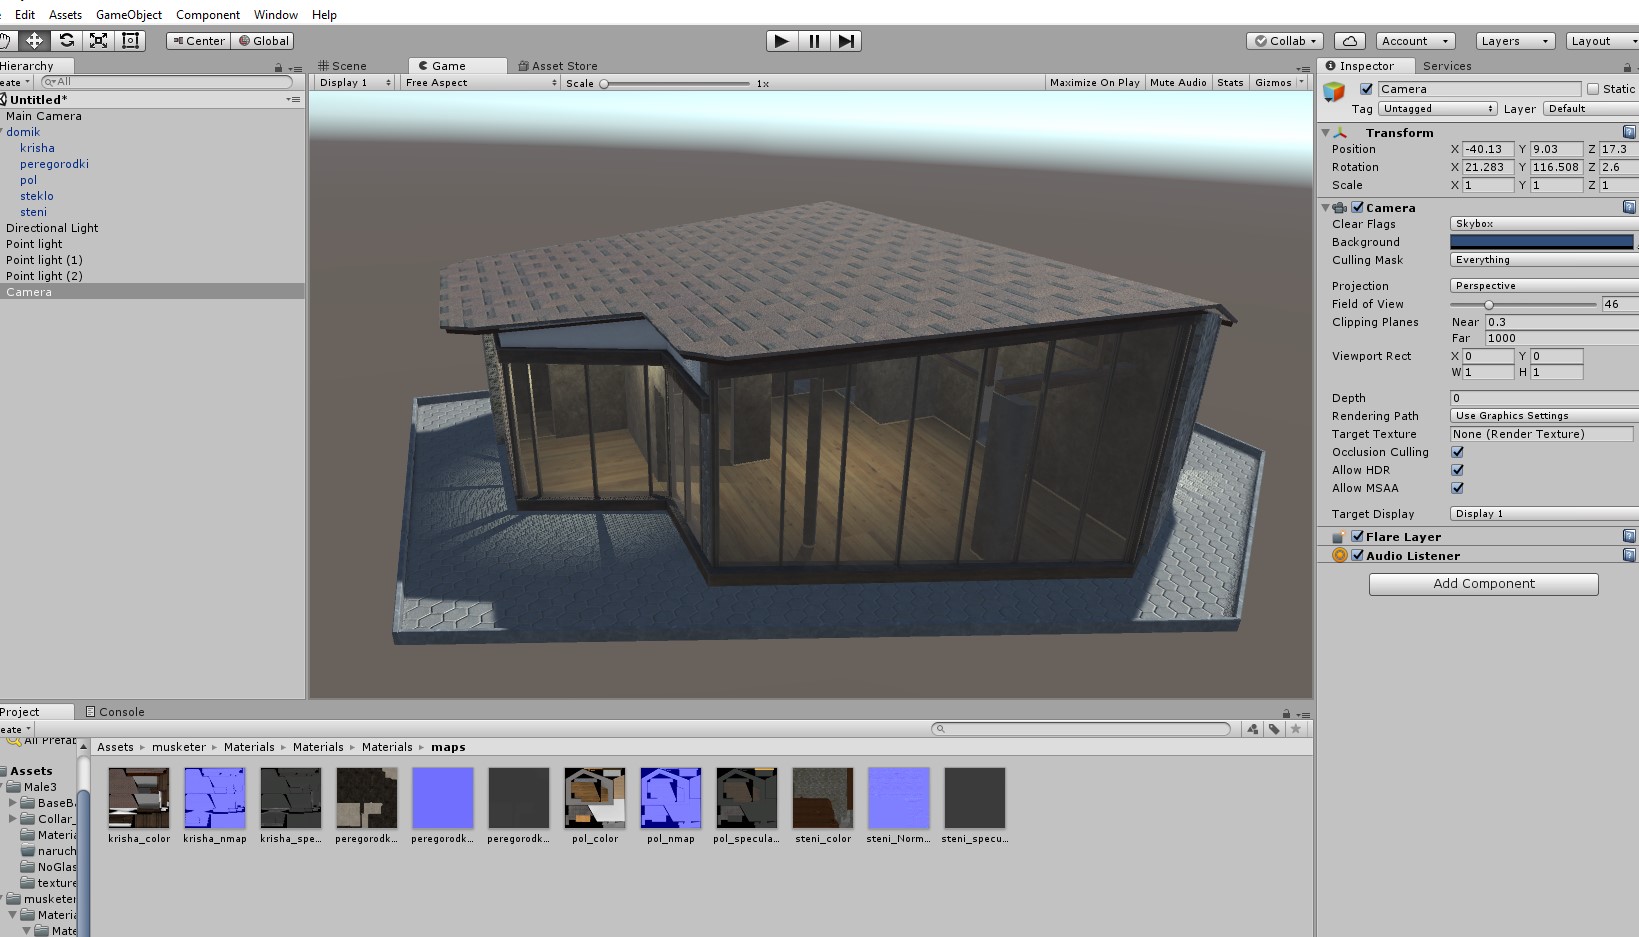 Edit Assets GameObject Component Window Help
Center Global Collab Account Layers Layout
Hierarchy
All
Untitled*
Main Camera
domik
krisha
peregorodki
pol
steklo
steni
Directional Light
Point light
Point light (1)
Point light (2)
Camera
Scene Game Asset Store
Display 1 Free Aspect Scale 1x Maximize On Play Mute Audio Stats Gizmos
Inspector Services
Camera Static
Tag Untagged Layer Default
Transform
Position X -40.13 Y 9.03 Z 17.3
Rotation X 21.283 Y 116.508 Z 2.6
Scale X 1 Y 1 Z 1
Camera
Clear Flags Skybox
Background
Culling Mask Everything
Projection Perspective
Field of View 46
Clipping Planes Near 0.3
Far 1000
Viewport Rect X 0 Y 0
W 1 H 1
Depth 0
Rendering Path Use Graphics Settings
Target Texture None (Render Texture)
Occlusion Culling
Allow HDR
Allow MSAA
Target Display Display 1
Flare Layer
Audio Listener
Add Component
Project Console
eate
All Prefab
Assets
Male3
BaseBa
Collar_
Materia
naruch
NoGlas
texture
musketer
Materia
Mate
Assets musketer Materials Materials Materials maps
krisha_color krisha_nmap krisha_spe... peregorodk... peregorodk... peregorodk... pol_color pol_nmap pol_specula... steni_color steni_Norm... steni_specu...